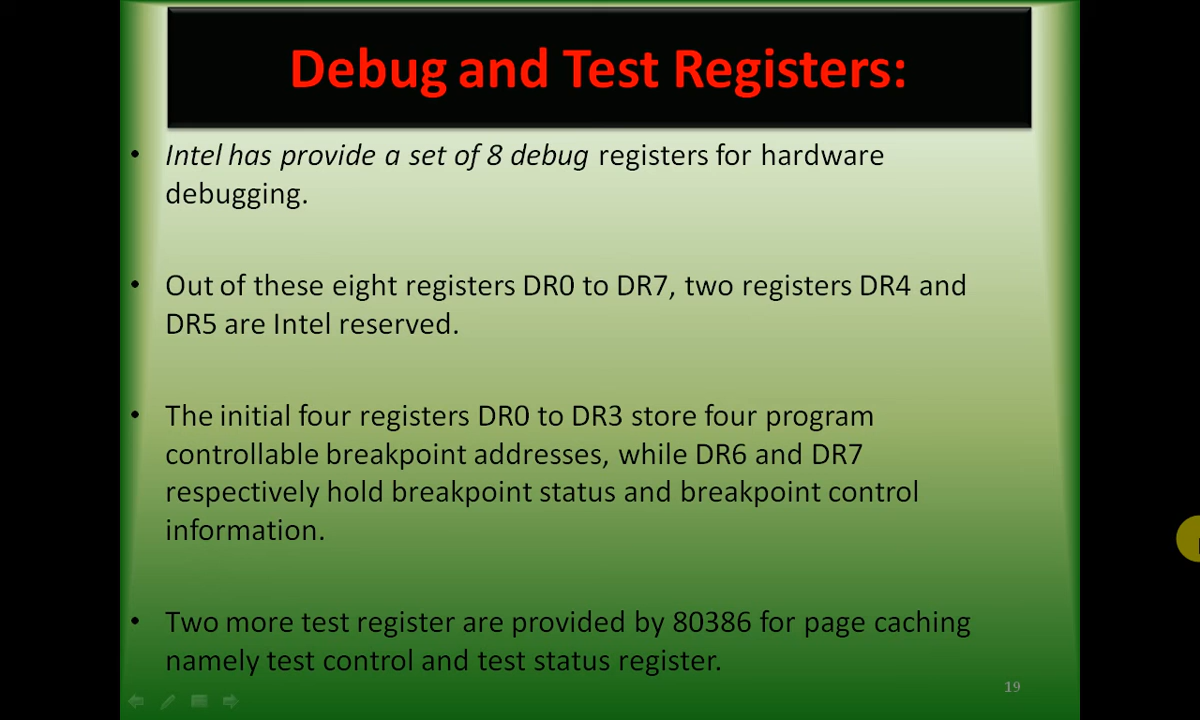 Debug and Test Registers:
• Intel has provide a set of 8 debug registers for hardware
debugging.
• Out of these eight registers DR0 to DR7, two registers DR4 and
DR5 are Intel reserved.
• The initial four registers DR0 to DR3 store four program
controllable breakpoint addresses, while DR6 and DR7
respectively hold breakpoint status and breakpoint control
information.
• Two more test register are provided by 80386 for page caching
namely test control and test status register.
19